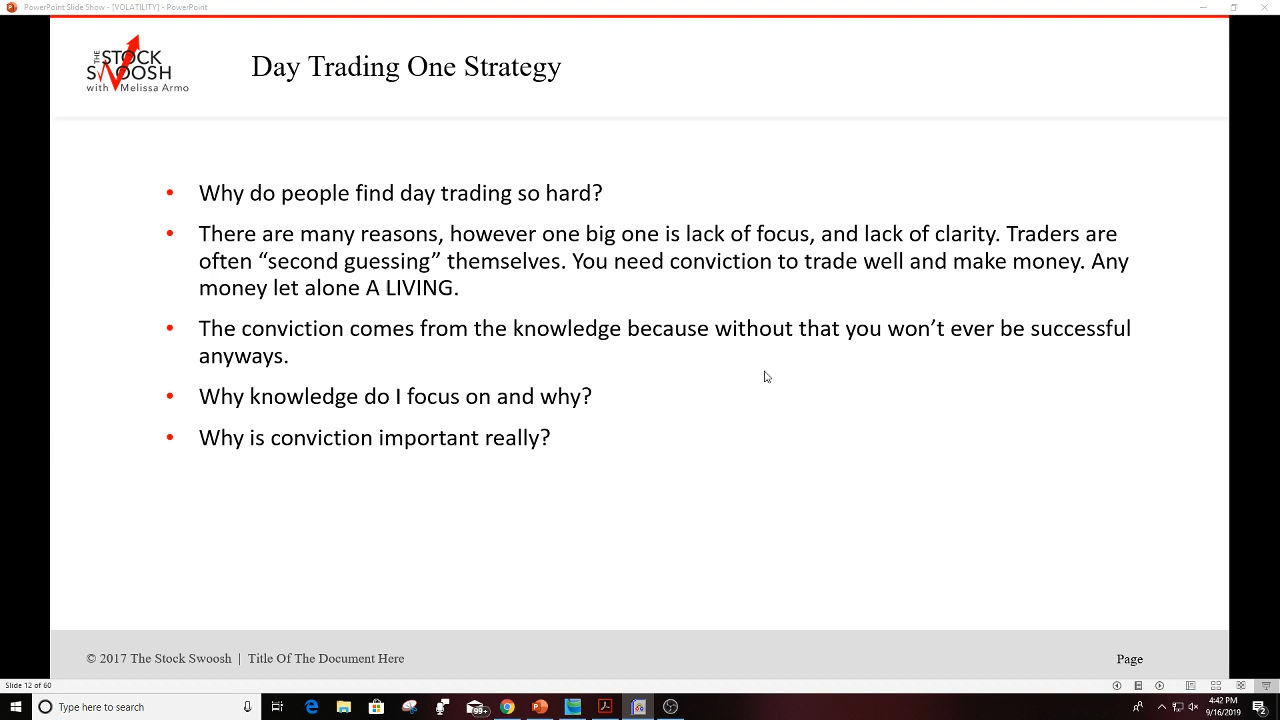 PowerPoint Slide Show - [VOLATILITY] - PowerPoint
THE
STOCK
SWOOSH
with Melissa Armo
Day Trading One Strategy
• Why do people find day trading so hard?
• There are many reasons, however one big one is lack of focus, and lack of clarity. Traders are
often “second guessing” themselves. You need conviction to trade well and make money. Any
money let alone A LIVING.
• The conviction comes from the knowledge because without that you won’t ever be successful
anyways.
• Why knowledge do I focus on and why?
• Why is conviction important really?
© 2017 The Stock Swoosh | Title Of The Document Here
Page
Slide 12 of 60
Type here to search
99+
4:42 PM
9/16/2019
2